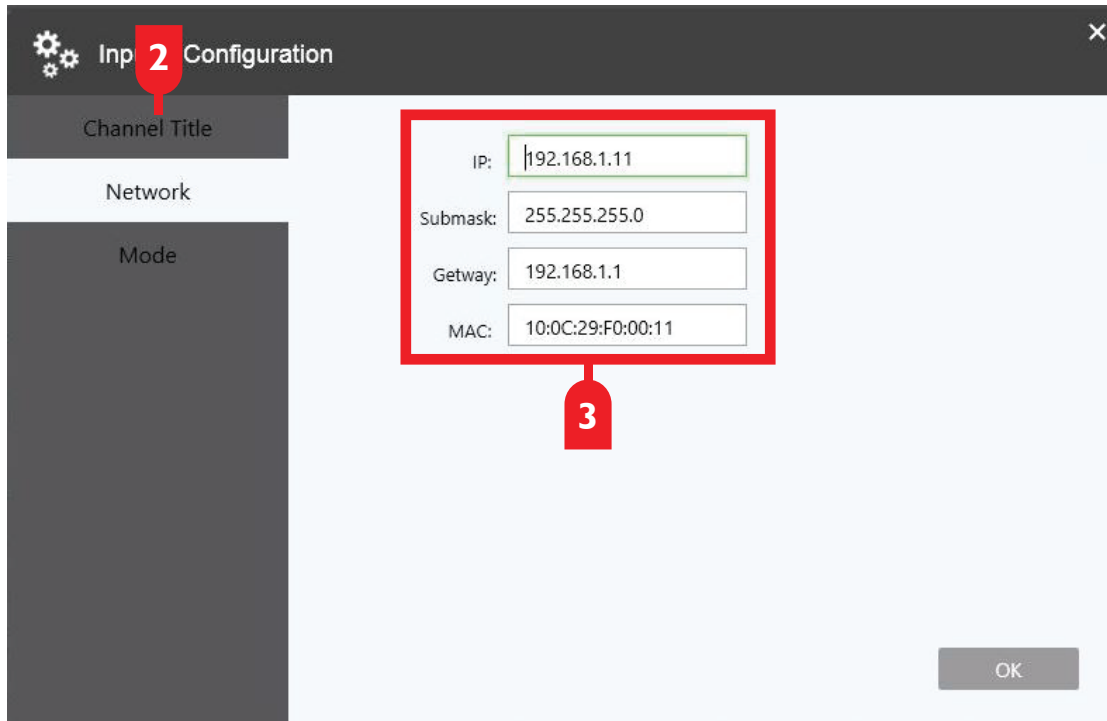 Inp 2 Configuration
Channel Title
Network
Mode
IP: 192.168.1.11
Submask: 255.255.255.0
Getway: 192.168.1.1
MAC: 10:0C:29:F0:00:11
3
OK